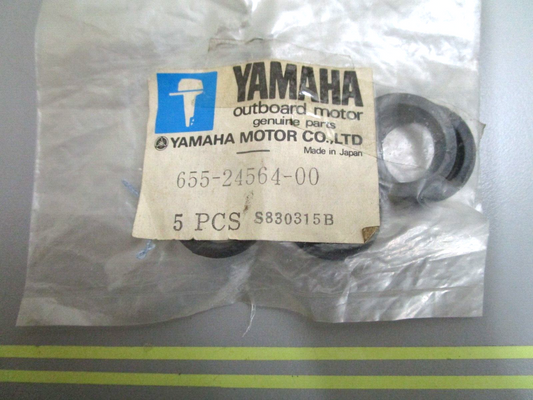 YAMAHA
outboard motor
genuine parts
YAMAHA MOTOR CO.,LTD
Made in Japan
655-24564-00
5 PCS S830315B